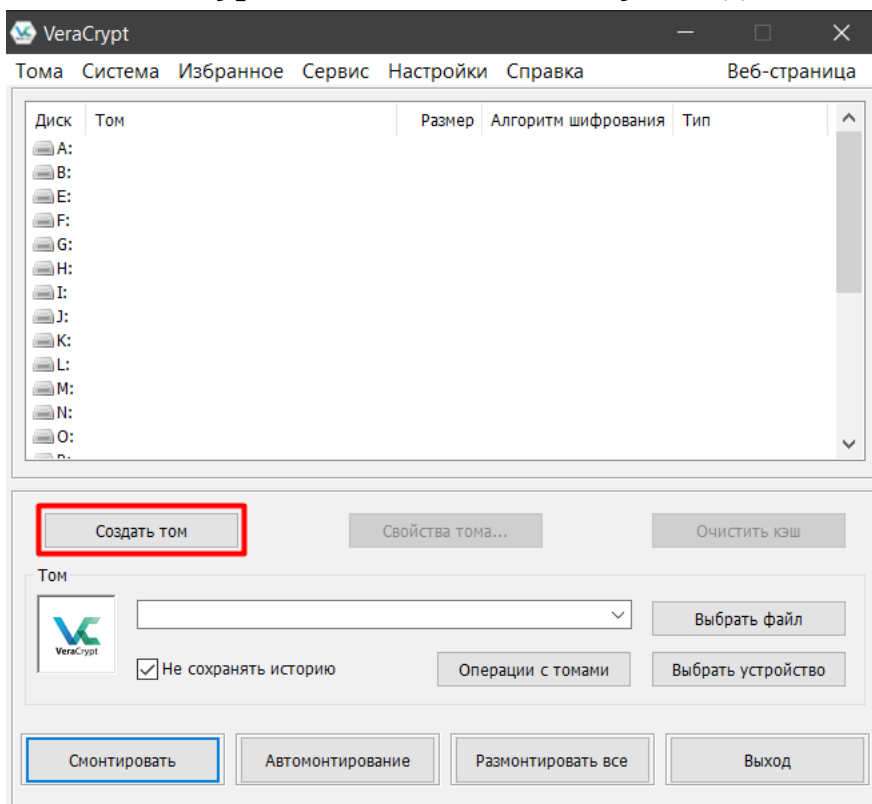 VeraCrypt
Тома Система Избранное Сервис Настройки Справка Веб-страница
Диск Том Размер Алгоритм шифрования Тип
A:
B:
E:
F:
G:
H:
I:
J:
K:
L:
M:
N:
O:
Создать том Свойства тома... Очистить кэш
Том
VeraCrypt
Выбрать файл
Не сохранять историю Операции с томами Выбрать устройство
Смонтировать Автомонтирование Размонтировать все Выход